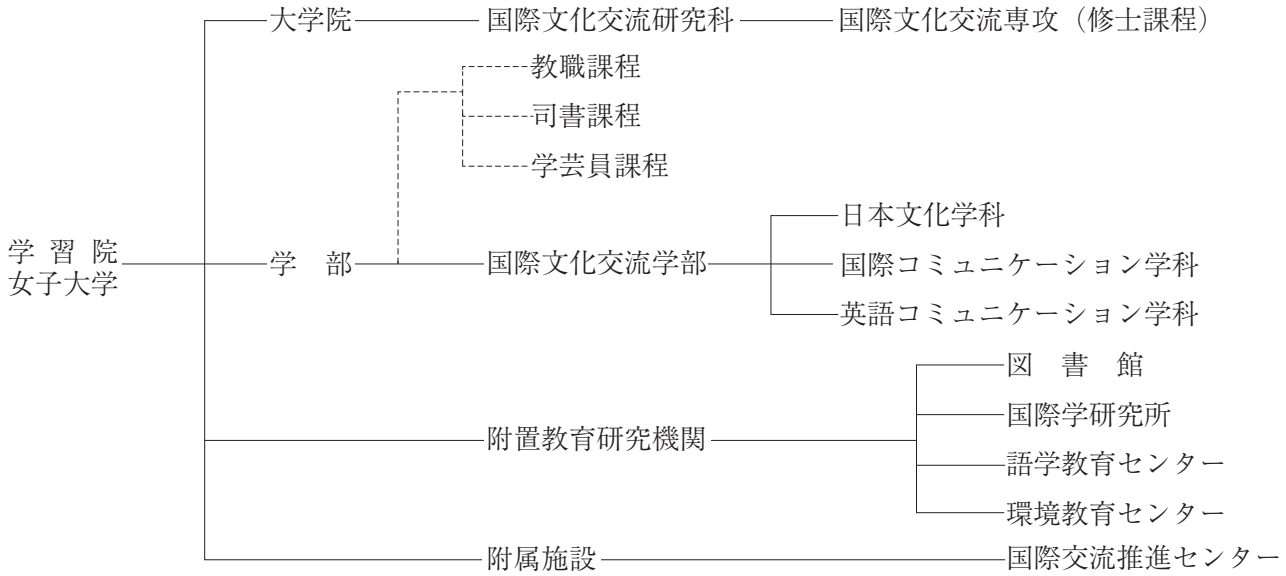 大学院 国際文化交流研究科 国際文化交流専攻（修士課程）
教職課程
司書課程
学芸員課程
日本文化学科
学習院
女子大学
学 部 国際文化交流学部 国際コミュニケーション学科
英語コミュニケーション学科
図 書 館
国際学研究所
附置教育研究機関
語学教育センター
環境教育センター
附属施設 国際交流推進センター